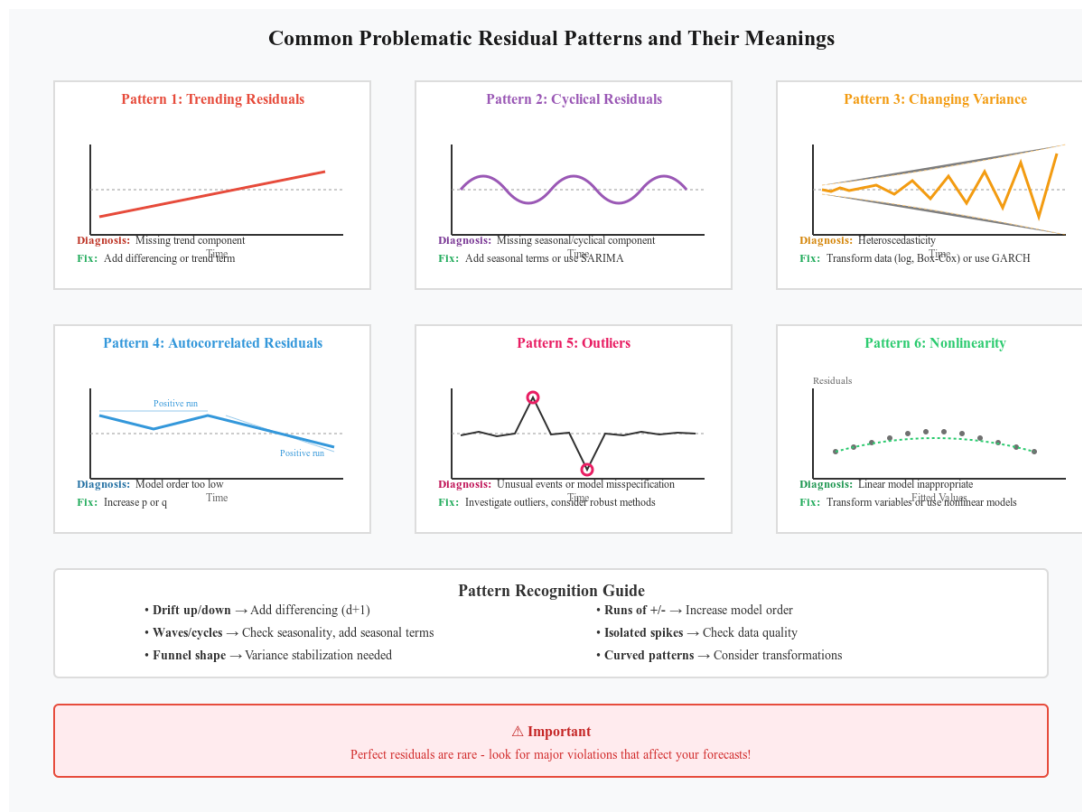 Common Problematic Residual Patterns and Their Meanings
Pattern 1: Trending Residuals
Diagnosis: Missing trend component
Time
Fix: Add differencing or trend term
Pattern 2: Cyclical Residuals
Diagnosis: Missing seasonal/cyclical component
Time
Fix: Add seasonal terms or use SARIMA
Pattern 3: Changing Variance
Diagnosis: Heteroscedasticity
Time
Fix: Transform data (log, Box-Cox) or use GARCH
Pattern 4: Autocorrelated Residuals
Positive run
Positive run
Diagnosis: Model order too low
Time
Fix: Increase p or q
Pattern 5: Outliers
Diagnosis: Unusual events or model misspecification
Time
Fix: Investigate outliers, consider robust methods
Pattern 6: Nonlinearity
Residuals
Diagnosis: Linear model inappropriate
Fitted Values
Fix: Transform variables or use nonlinear models
Pattern Recognition Guide
• Drift up/down → Add differencing (d+1)
• Waves/cycles → Check seasonality, add seasonal terms
• Funnel shape → Variance stabilization needed
• Runs of +/- → Increase model order
• Isolated spikes → Check data quality
• Curved patterns → Consider transformations
⚠ Important
Perfect residuals are rare - look for major violations that affect your forecasts!